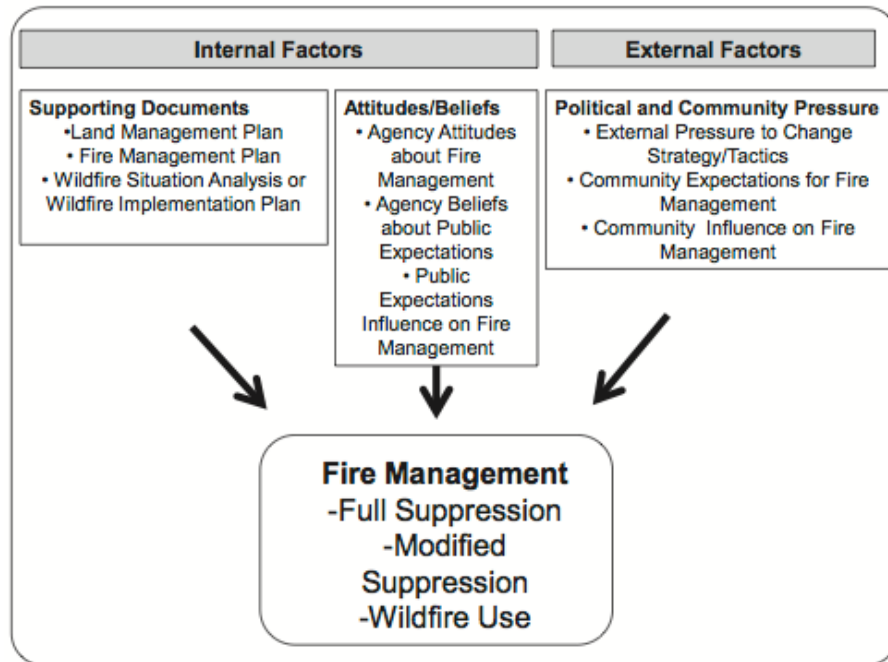 Internal Factors
External Factors
Supporting Documents
•Land Management Plan
• Fire Management Plan
• Wildfire Situation Analysis or
Wildfire Implementation Plan
Attitudes/Beliefs
• Agency Attitudes
about Fire
Management
• Agency Beliefs
about Public
Expectations
• Public
Expectations
Influence on Fire
Management
Political and Community Pressure
• External Pressure to Change
Strategy/Tactics
• Community Expectations for Fire
Management
• Community Influence on Fire
Management
Fire Management
-Full Suppression
-Modified
Suppression
-Wildfire Use